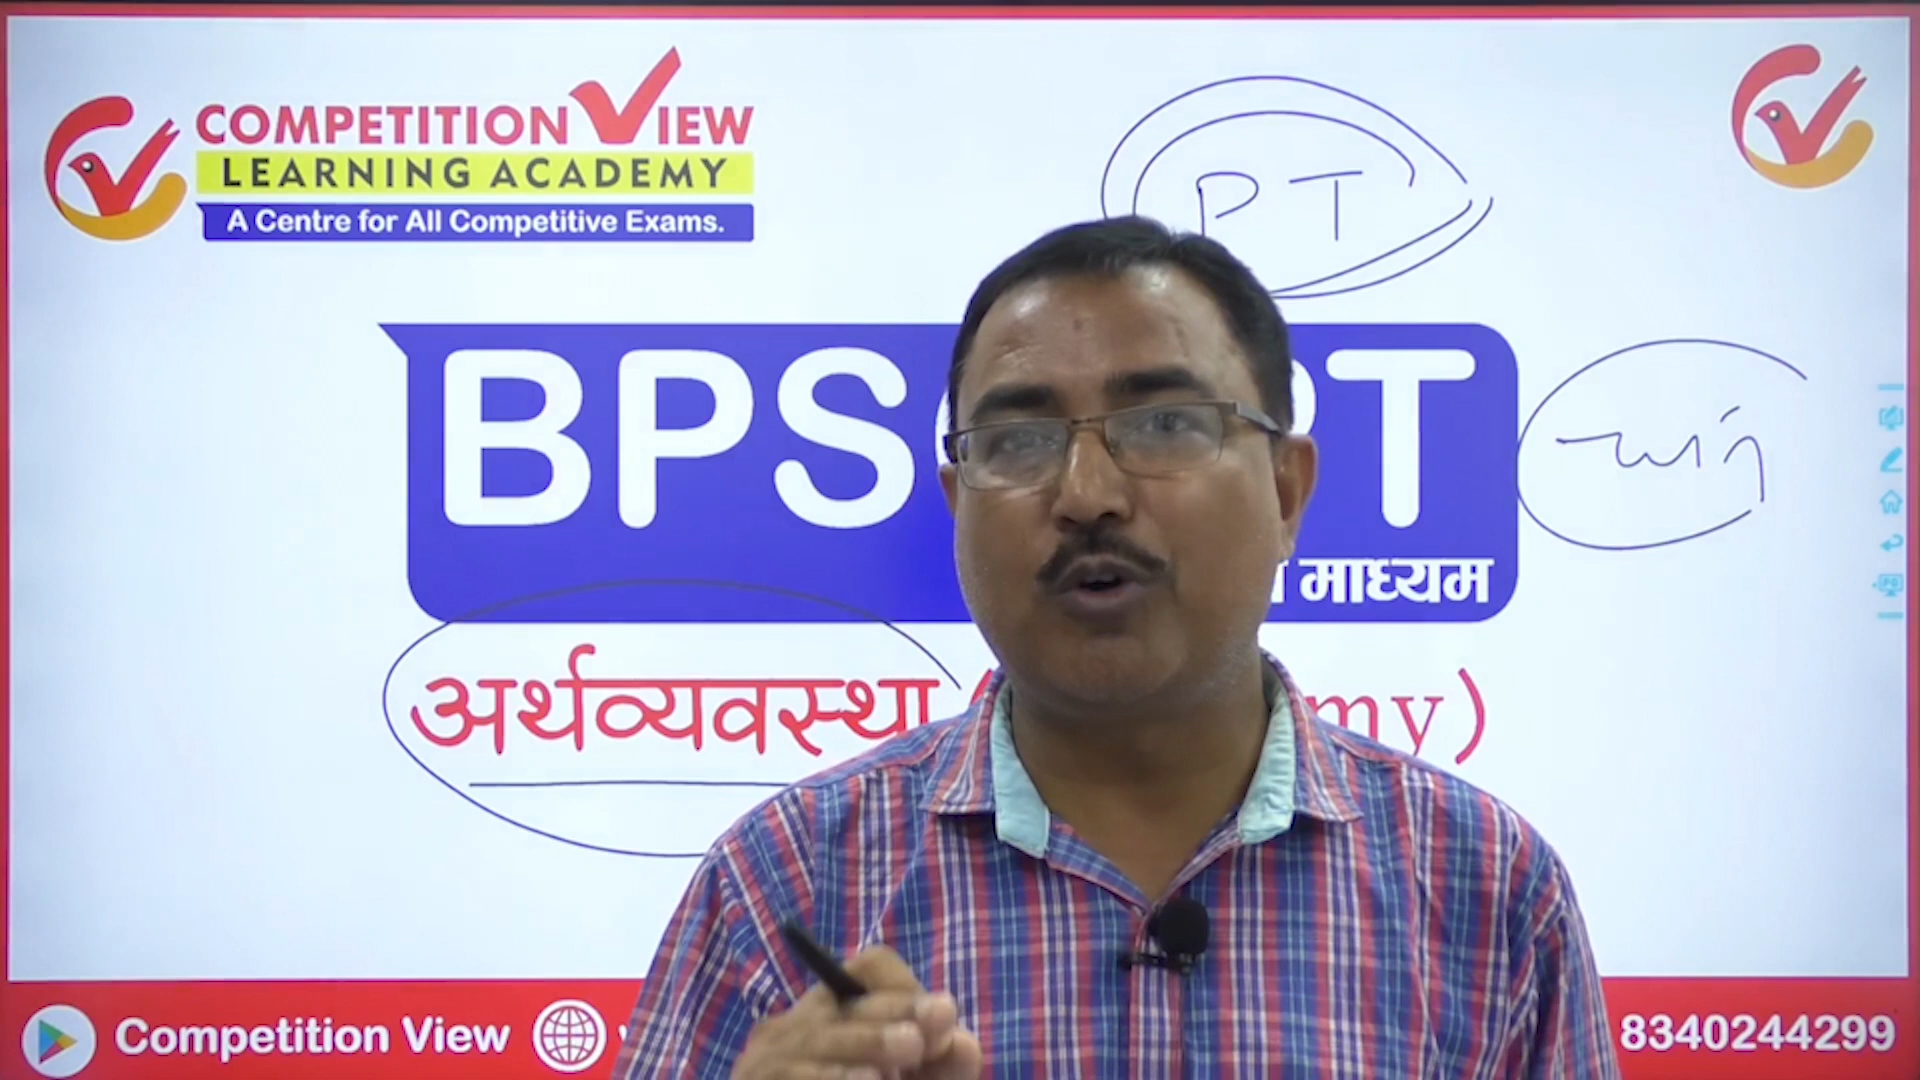 COMPETITION VIEW
LEARNING ACADEMY
A Centre for All Competitive Exams.
PT
BPS PT
माध्यम
अर्थव्यवस्था ( my)
Competition View
8340244299